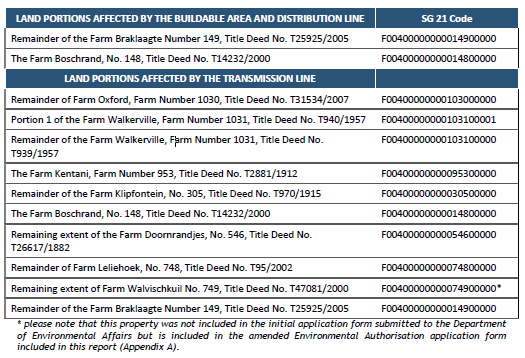 LAND PORTIONS AFFECTED BY THE BUILDABLE AREA AND DISTRIBUTION LINE SG 21 Code
Remainder of the Farm Braklaagte Number 149, Title Deed No. T25925/2005 F00400000000014900000
The Farm Boschrand, No. 148, Title Deed No. T14232/2000 F00400000000014800000
LAND PORTIONS AFFECTED BY THE TRANSMISSION LINE
Remainder of Farm Oxford, Farm Number 1030, Title Deed No. T31534/2007 F00400000000103000000
Portion 1 of the Farm Walkerville, Farm Number 1031, Title Deed No. T940/1957 F00400000000103100001
Remainder of the Farm Walkerville, Farm Number 1031, Title Deed No. F00400000000103100000
T939/1957
The Farm Kentani, Farm Number 953, Title Deed No. T2881/1912 F00400000000095300000
Remainder of the Farm Klipfontein, No. 305, Title Deed No. T970/1915 F00400000000030500000
The Farm Boschrand, No. 148, Title Deed No. T14232/2000 F00400000000014800000
Remaining extent of the Farm Doornrandjes, No. 546, Title Deed No. F00400000000054600000
T26617/1882
Remainder of Farm Leliehoek, No. 748, Title Deed No. T95/2002 F00400000000074800000
Remaining extent of Farm Walvischkuil No. 749, Title Deed No. T47081/2000 F00400000000074900000*
Remainder of the Farm Braklaagte Number 149, Title Deed No. T25925/2005 F00400000000014900000
* please note that this property was not included in the initial application form submitted to the Department
of Environmental Affairs but is included in the amended Environmental Authorisation application form
included in this report (Appendix A).